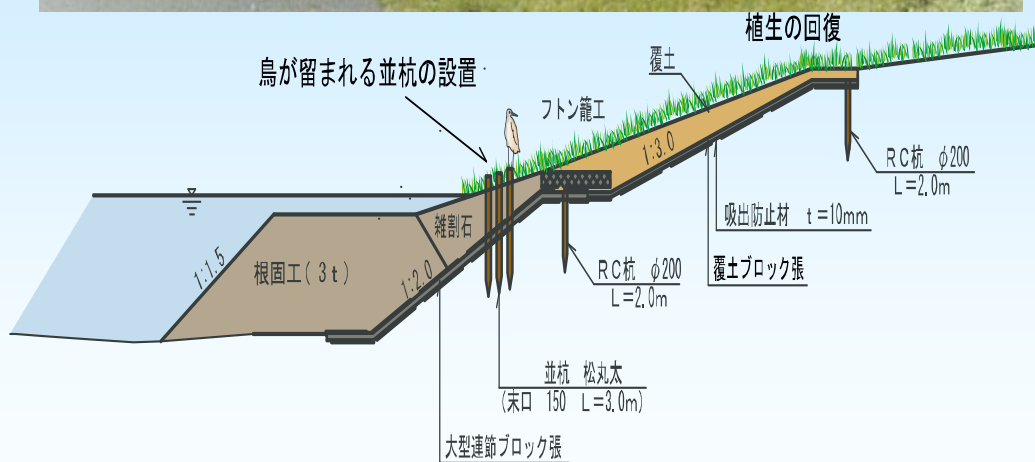 植生の回復
鳥が留まれる並杭の設置
覆土
フトン籠工
1:3.0
RC杭 φ200
L=2.0m
雑割石
吸出防止材 t=10mm
1:1.5
根固工(3t)
1:2.0
RC杭 φ200
L=2.0m
覆土ブロック張
並杭 松丸太
(末口 150 L=3.0m)
大型連節ブロック張